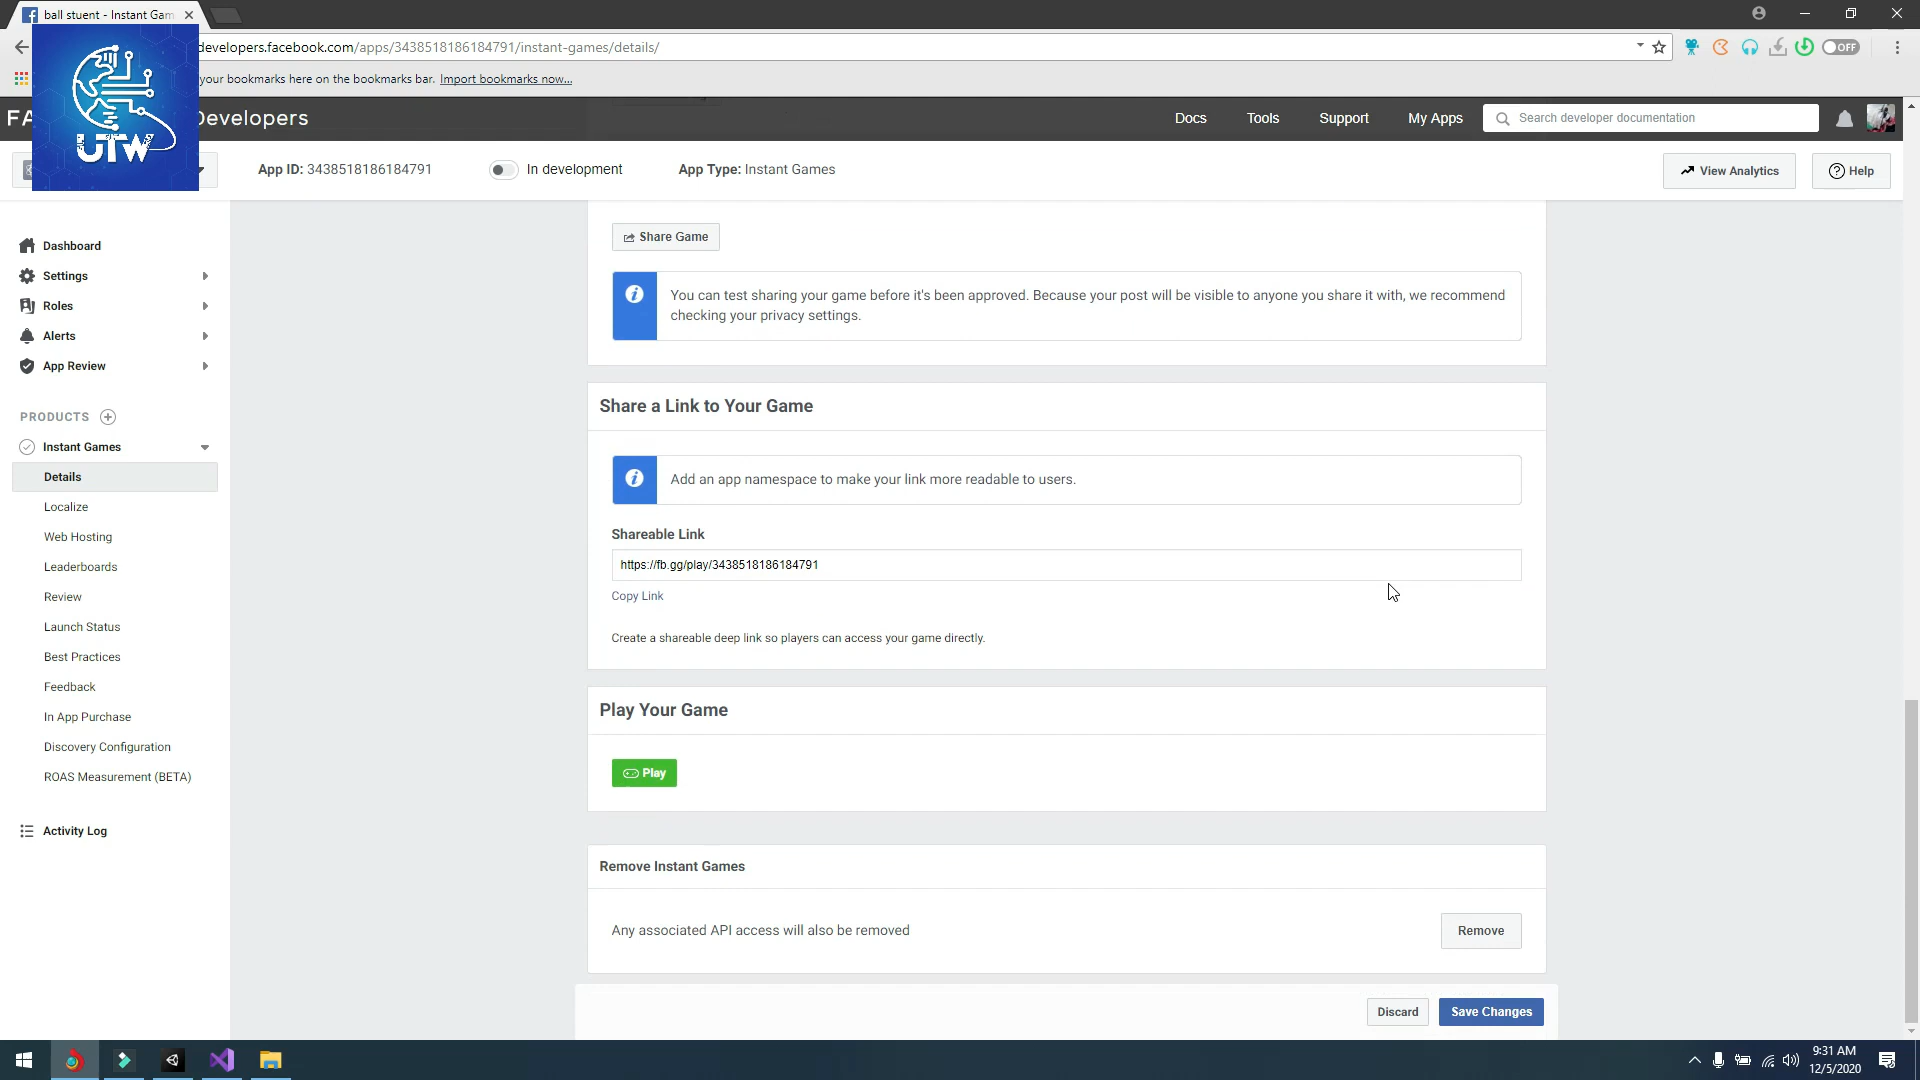 ball stuent - Instant Gam
developers.facebook.com/apps/3438518186184791/instant-games/details/
OFF
your bookmarks here on the bookmarks bar. Import bookmarks now...
UTW
FA
Developers
Docs
Tools
Support
My Apps
Search developer documentation
App ID: 3438518186184791
In development
App Type: Instant Games
View Analytics
Help
Dashboard
Settings
Roles
Alerts
App Review
PRODUCTS
Instant Games
Details
Localize
Web Hosting
Leaderboards
Review
Launch Status
Best Practices
Feedback
In App Purchase
Discovery Configuration
ROAS Measurement (BETA)
Activity Log
Share Game
You can test sharing your game before it's been approved. Because your post will be visible to anyone you share it with, we recommend
checking your privacy settings.
Share a Link to Your Game
Add an app namespace to make your link more readable to users.
Shareable Link
https://fb.gg/play/3438518186184791
Copy Link
Create a shareable deep link so players can access your game directly.
Play Your Game
Play
Remove Instant Games
Any associated API access will also be removed
Remove
Discard
Save Changes
9:31 AM
12/5/2020